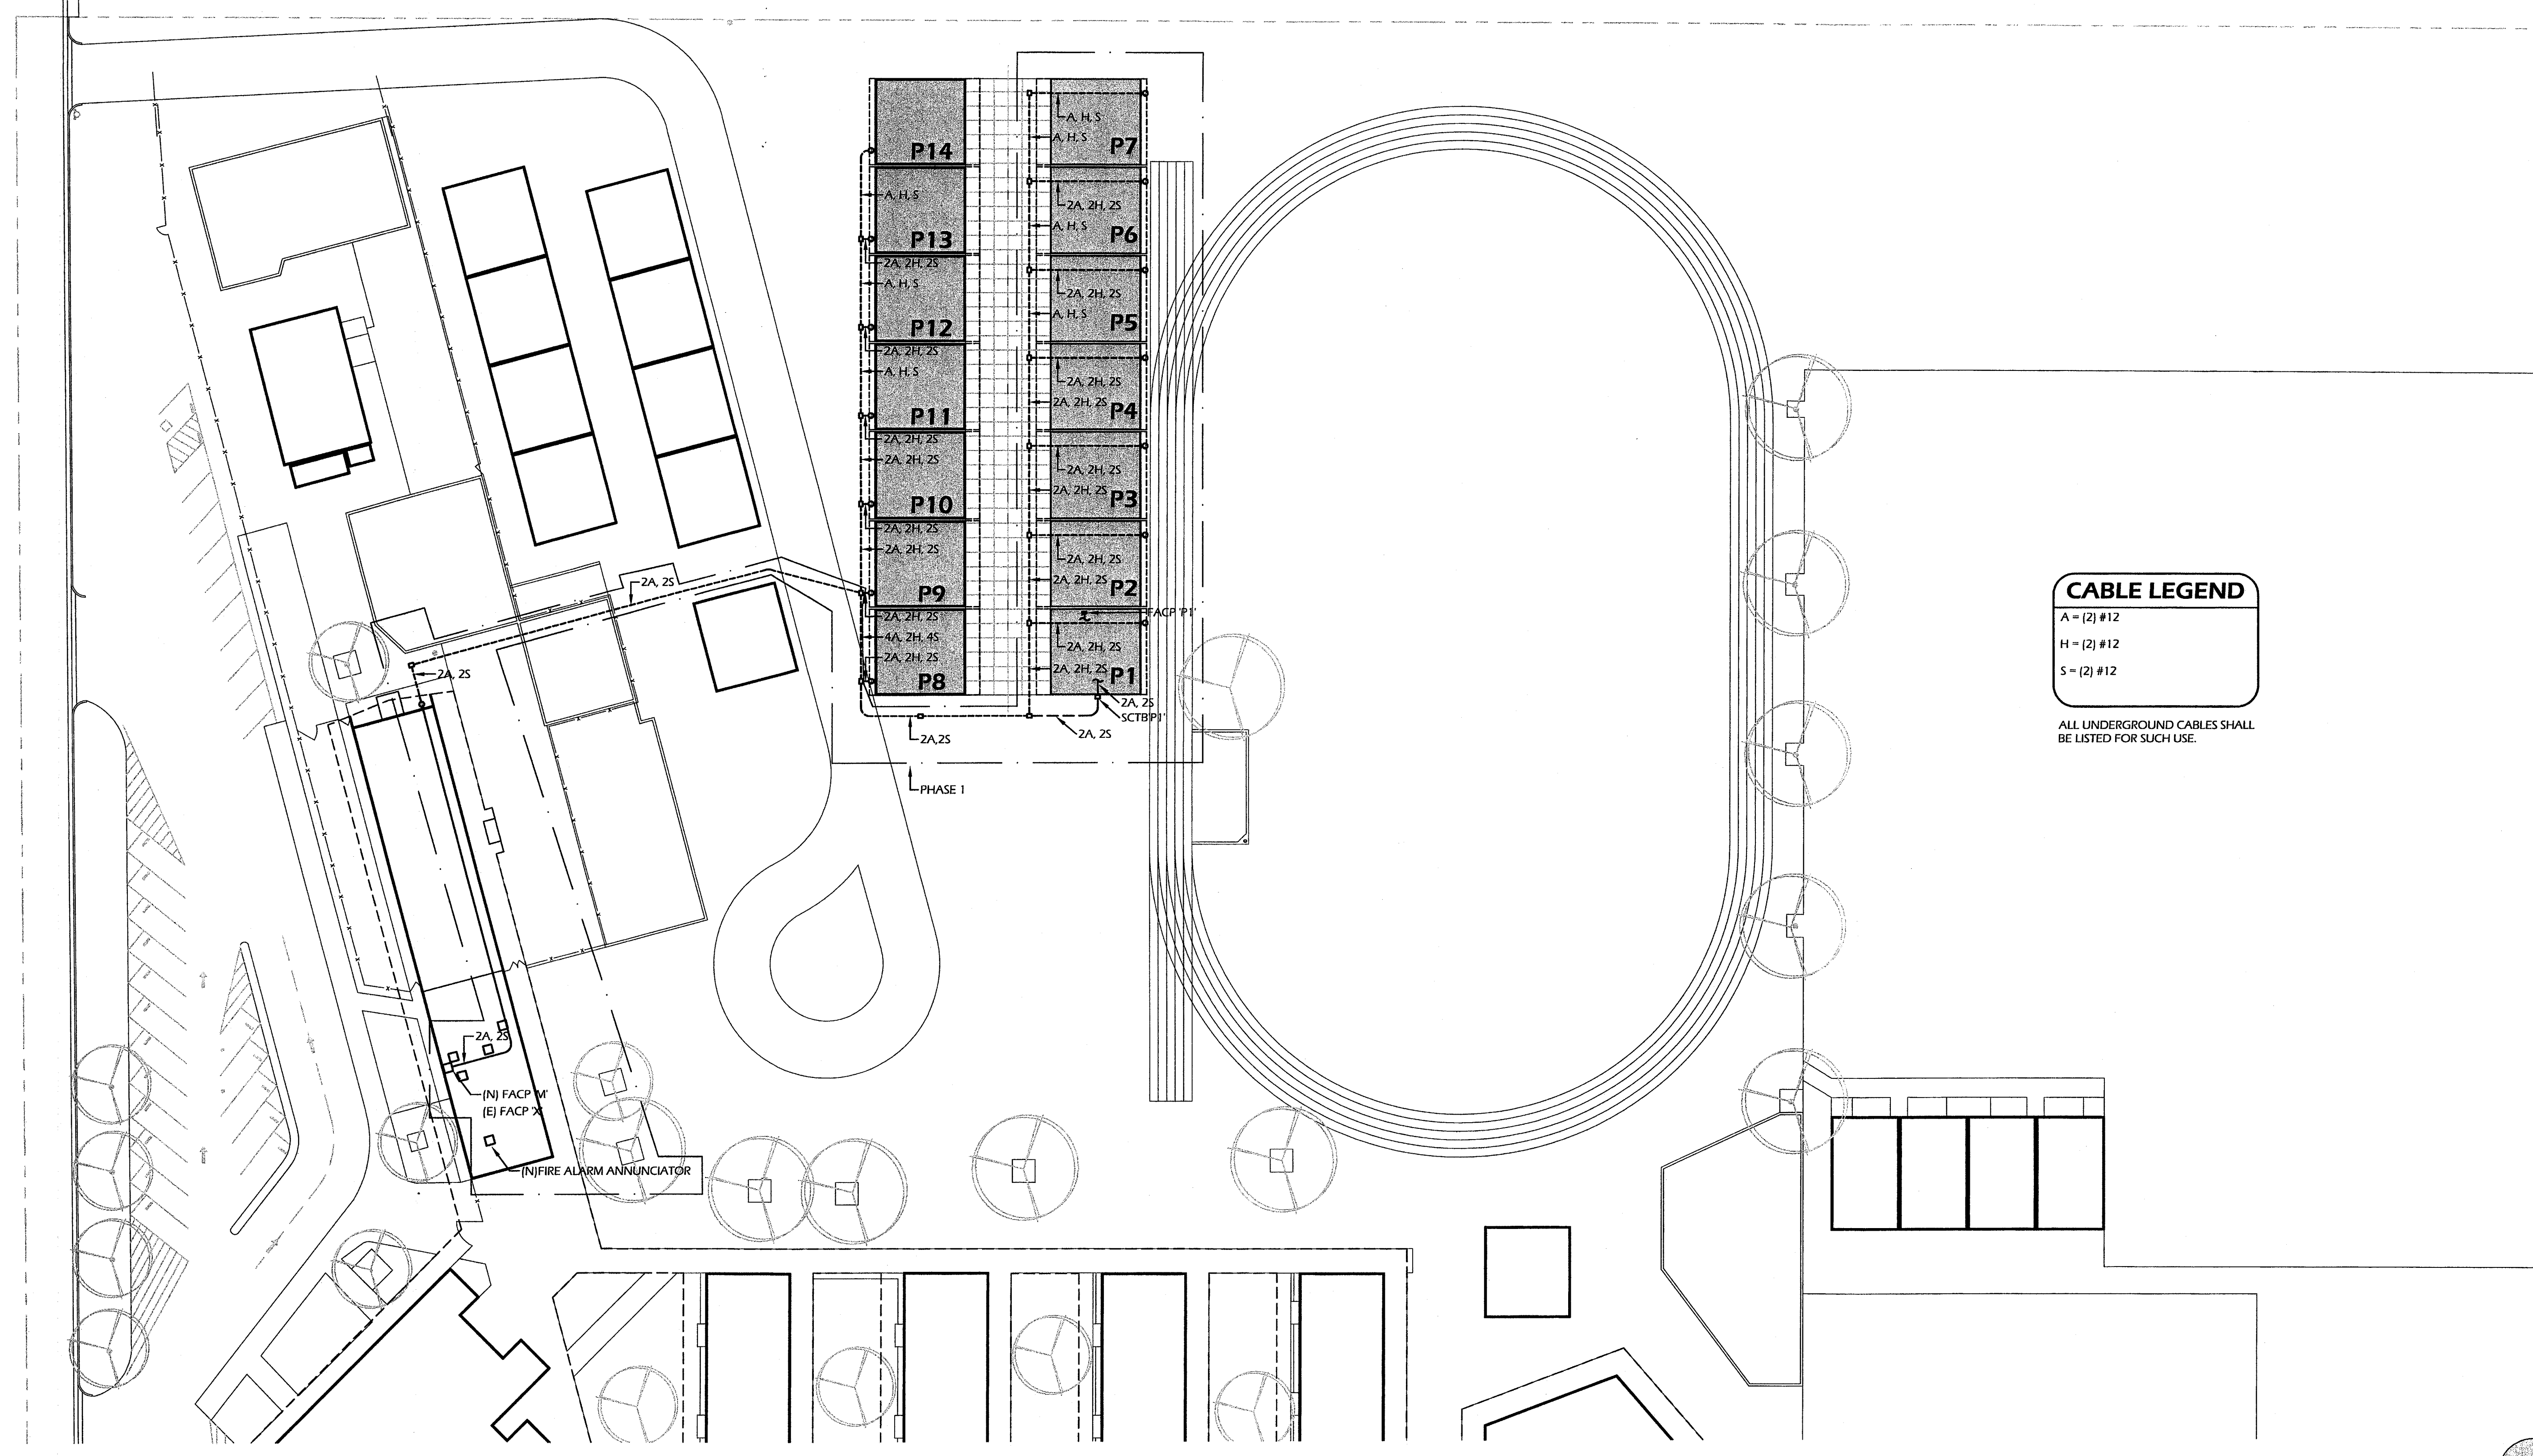 P14
A, H, S
P13
2A, 2H, 2S
A, H, S
P12
2A, 2H, 2S
A, H, S
P11
2A, 2H, 2S
2A, 2H, 2S
P10
2A, 2H, 2S
2A, 2H, 2S
P9
2A, 2H, 2S
4A, 2H, 4S
2A, 2H, 2S
P8
A, H, S
A, H, S
P7
2A, 2H, 2S
A, H, S
P6
2A, 2H, 2S
A, H, S
P5
2A, 2H, 2S
2A, 2H, 2S
P4
2A, 2H, 2S
2A, 2H, 2S
P3
2A, 2H, 2S
2A, 2H, 2S
P2
FACP 'P1'
2A, 2H, 2S
2A, 2H, 2S
P1
2A, 2S
SCTB'P1'
2A, 2S
2A,2S
PHASE 1
2A, 2S
2A, 2S
2A, 2S
(N) FACP 'M'
(E) FACP 'X'
(N)FIRE ALARM ANNUNCIATOR
CABLE LEGEND
A = (2) #12
H = (2) #12
S = (2) #12
ALL UNDERGROUND CABLES SHALL
BE LISTED FOR SUCH USE.